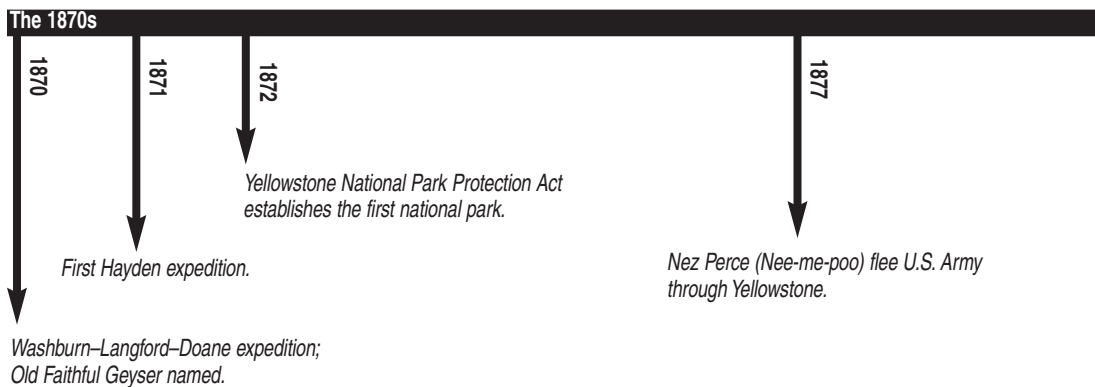 The 1870s
1870
1871
1872
1877
Yellowstone National Park Protection Act
establishes the first national park.
First Hayden expedition.
Nez Perce (Nee-me-poo) flee U.S. Army
through Yellowstone.
Washburn–Langford–Doane expedition;
Old Faithful Geyser named.